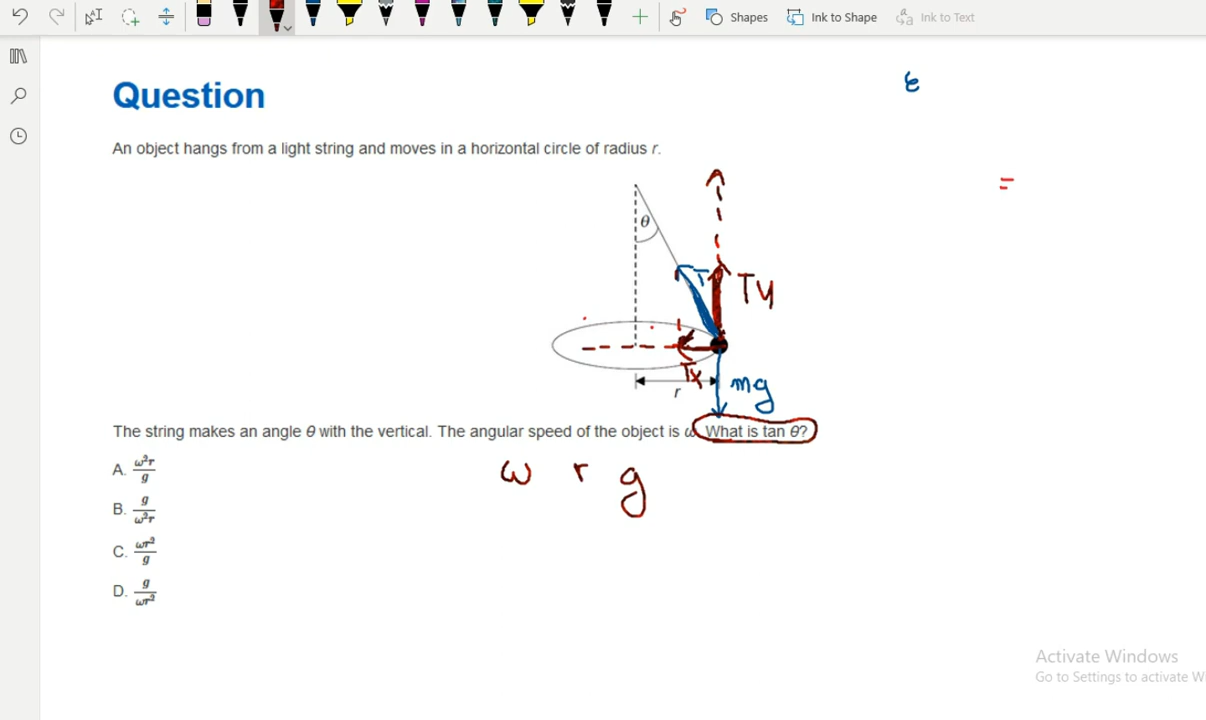 Shapes Ink to Shape Ink to Text
Question
An object hangs from a light string and moves in a horizontal circle of radius r.
θ
T
Ty
Tx
r
mg
The string makes an angle θ with the vertical. The angular speed of the object is ω. What is tan θ?
ω r g
A. ω²r/g
B. g/ω²r
C. ωr²/g
D. g/ωr²
=
Activate Windows
Go to Settings to activate W